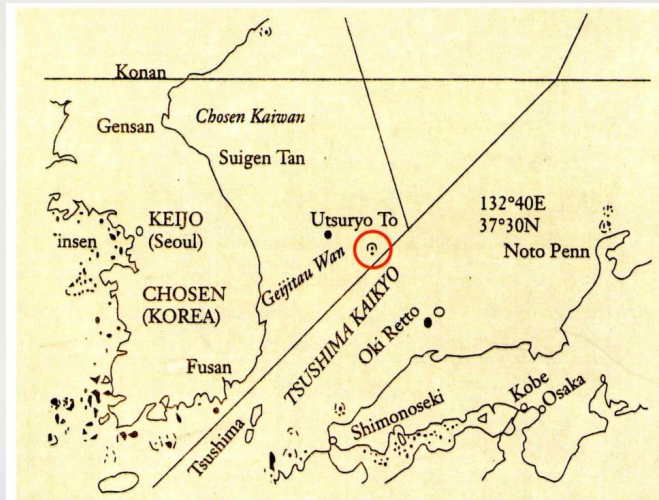 Konan
Gensan
Chosen Kaiwan
Suigen Tan
132°40E
37°30N
Utsuryo To
KEIJO
(Seoul)
insen
Noto Penn
Geijitau Wan
CHOSEN
(KOREA)
TSUSHIMA KAIKYO
Oki Retto
Fusan
Kobe
Osaka
Shimonoseki
Tsushima